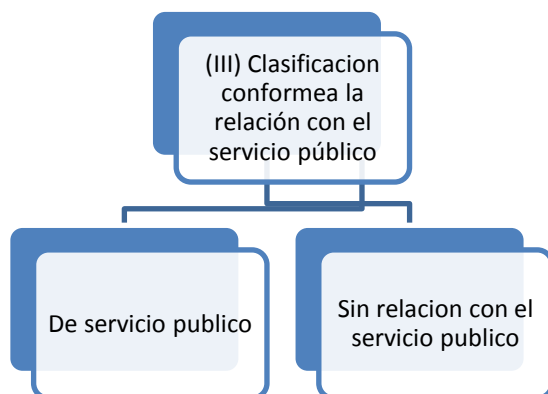 (III) Clasificacion
conformea la
relación con el
servicio público
De servicio publico
Sin relacion con el
servicio publico